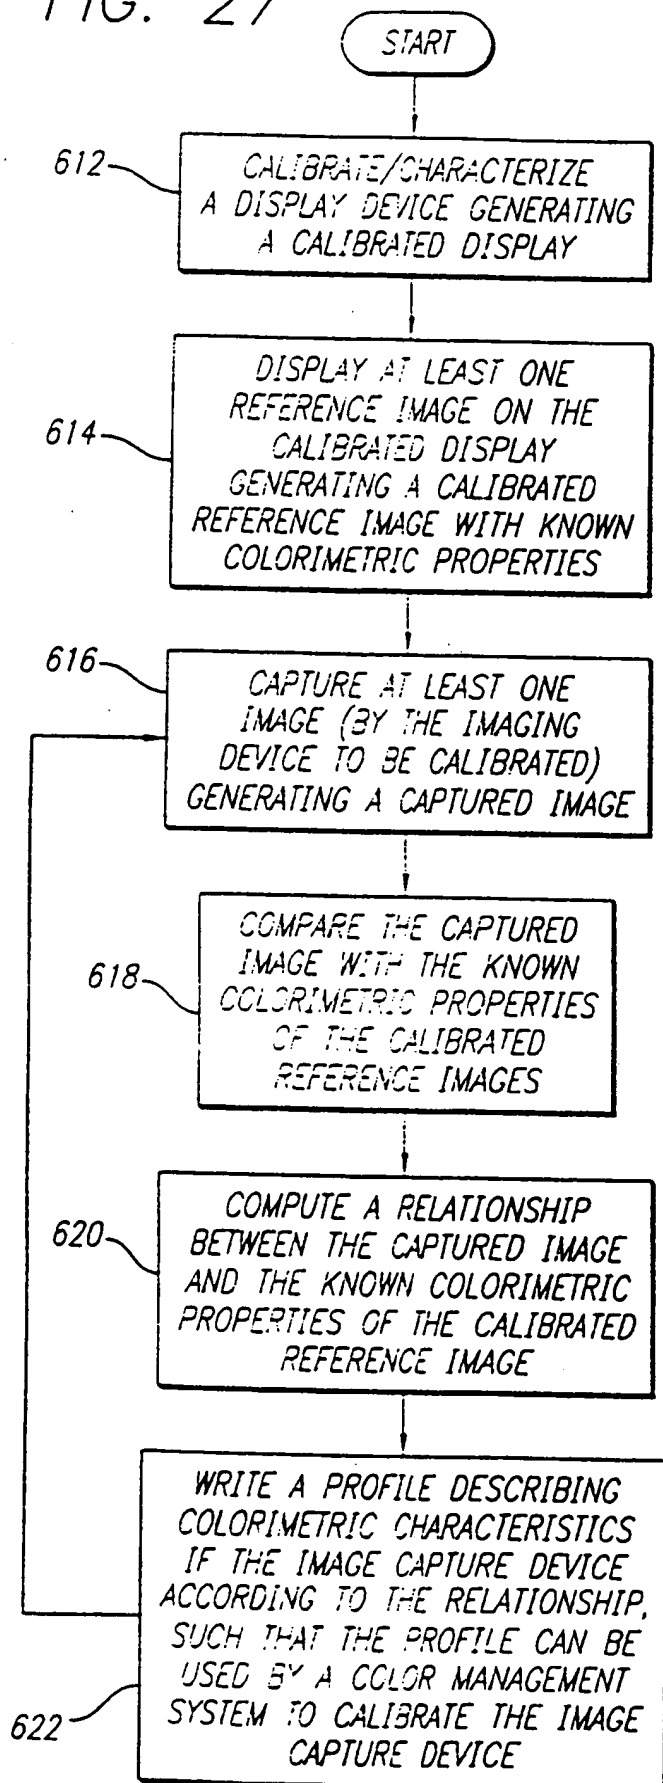 FIG. 27
START
612
CALIBRATE/CHARACTERIZE
A DISPLAY DEVICE GENERATING
A CALIBRATED DISPLAY
614
DISPLAY AT LEAST ONE
REFERENCE IMAGE ON THE
CALIBRATED DISPLAY
GENERATING A CALIBRATED
REFERENCE IMAGE WITH KNOWN
COLORIMETRIC PROPERTIES
616
CAPTURE AT LEAST ONE
IMAGE (BY THE IMAGING
DEVICE TO BE CALIBRATED)
GENERATING A CAPTURED IMAGE
618
COMPARE THE CAPTURED
IMAGE WITH THE KNOWN
COLORIMETRIC PROPERTIES
OF THE CALIBRATED
REFERENCE IMAGES
620
COMPUTE A RELATIONSHIP
BETWEEN THE CAPTURED IMAGE
AND THE KNOWN COLORIMETRIC
PROPERTIES OF THE CALIBRATED
REFERENCE IMAGE
622
WRITE A PROFILE DESCRIBING
COLORIMETRIC CHARACTERISTICS
IF THE IMAGE CAPTURE DEVICE
ACCORDING TO THE RELATIONSHIP,
SUCH THAT THE PROFILE CAN BE
USED BY A COLOR MANAGEMENT
SYSTEM TO CALIBRATE THE IMAGE
CAPTURE DEVICE